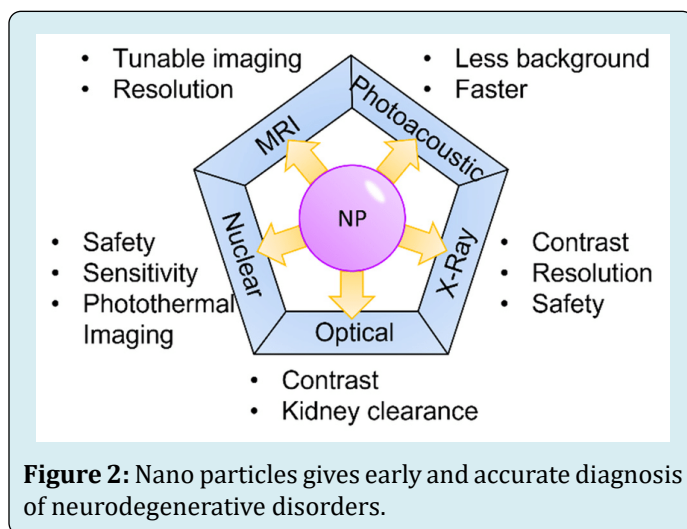 • Tunable imaging
• Resolution
• Less background
• Faster
MRI
Photoacoustic
NP
Nuclear
X-Ray
Optical
• Safety
• Sensitivity
• Photothermal
Imaging
• Contrast
• Resolution
• Safety
• Contrast
• Kidney clearance
Figure 2: Nano particles gives early and accurate diagnosis
of neurodegenerative disorders.